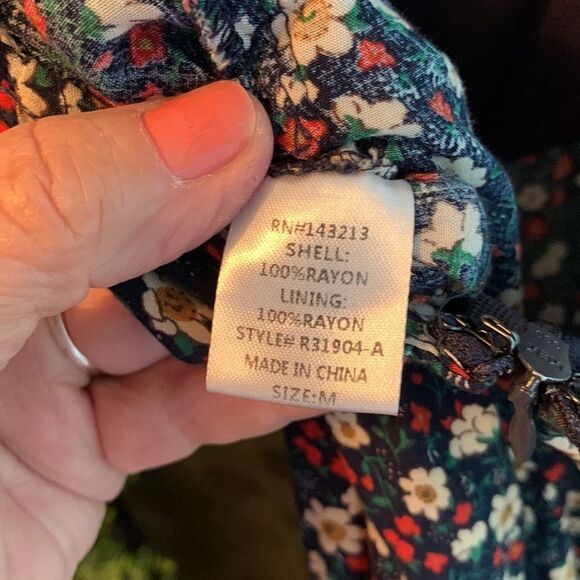 RN#143213
SHELL:
100%RAYON
LINING:
100%RAYON
STYLE# R31904-A
MADE IN CHINA
SIZE:M